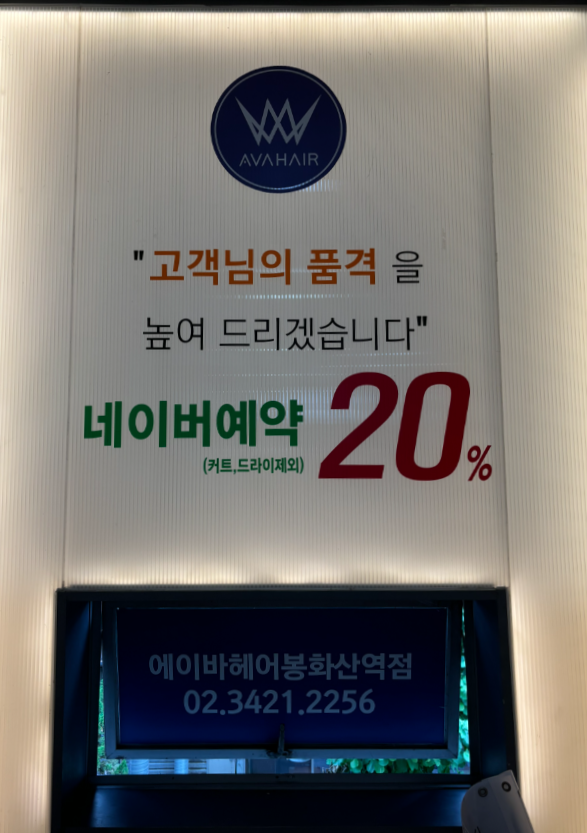 AVAHAIR
"고객님의 품격 을
높여 드리겠습니다"
네이버예약 20%
(커트,드라이제외)
에이바헤어봉화산역점
02.3421.2256